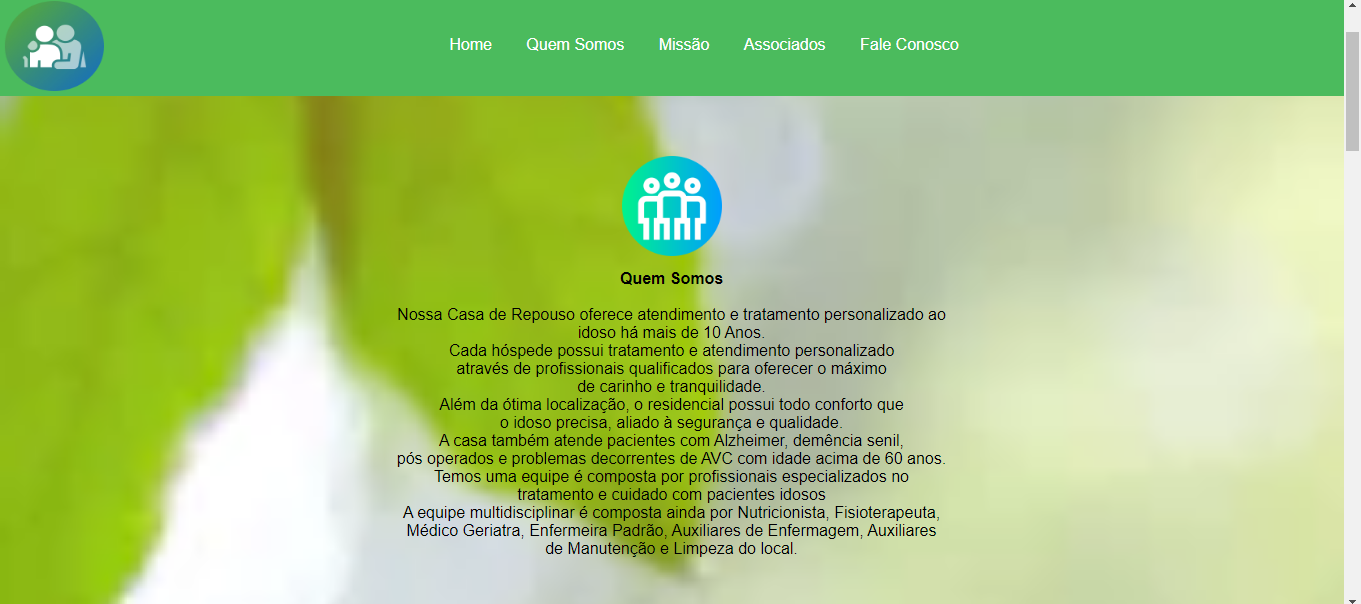 Home Quem Somos Missão Associados Fale Conosco
Quem Somos
Nossa Casa de Repouso oferece atendimento e tratamento personalizado ao
idoso há mais de 10 Anos.
Cada hóspede possui tratamento e atendimento personalizado
através de profissionais qualificados para oferecer o máximo
de carinho e tranquilidade.
Além da ótima localização, o residencial possui todo conforto que
o idoso precisa, aliado à segurança e qualidade.
A casa também atende pacientes com Alzheimer, demência senil,
pós operados e problemas decorrentes de AVC com idade acima de 60 anos.
Temos uma equipe é composta por profissionais especializados no
tratamento e cuidado com pacientes idosos
A equipe multidisciplinar é composta ainda por Nutricionista, Fisioterapeuta,
Médico Geriatra, Enfermeira Padrão, Auxiliares de Enfermagem, Auxiliares
de Manutenção e Limpeza do local.